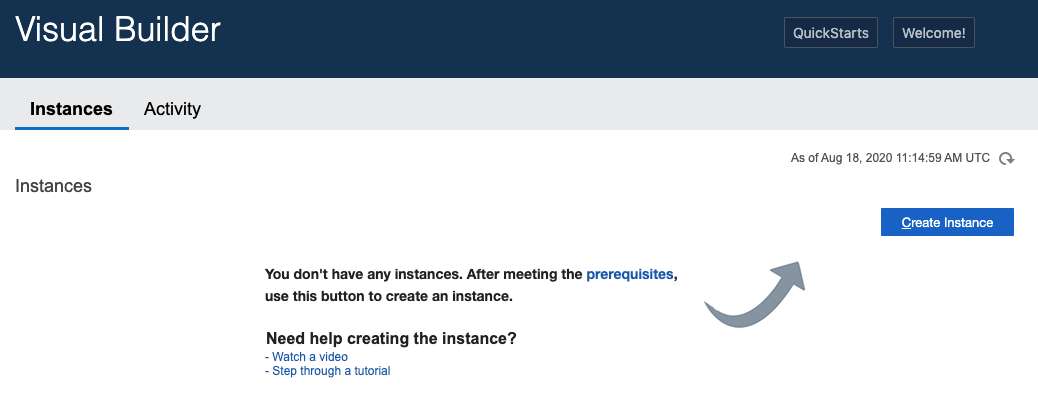 Visual Builder
QuickStarts
Welcome!
Instances
Activity
As of Aug 18, 2020 11:14:59 AM UTC
Instances
Create Instance
You don't have any instances. After meeting the prerequisites,
use this button to create an instance.
Need help creating the instance?
- Watch a video
- Step through a tutorial